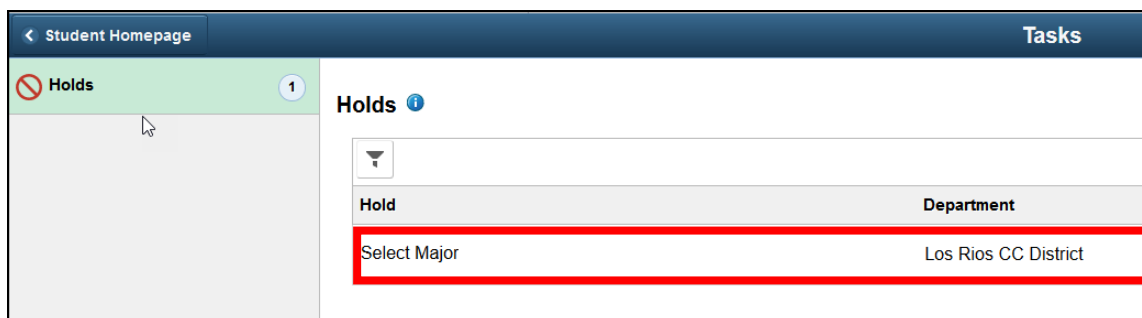 Student Homepage
Tasks
Holds 1
Holds
Hold Department
Select Major Los Rios CC District